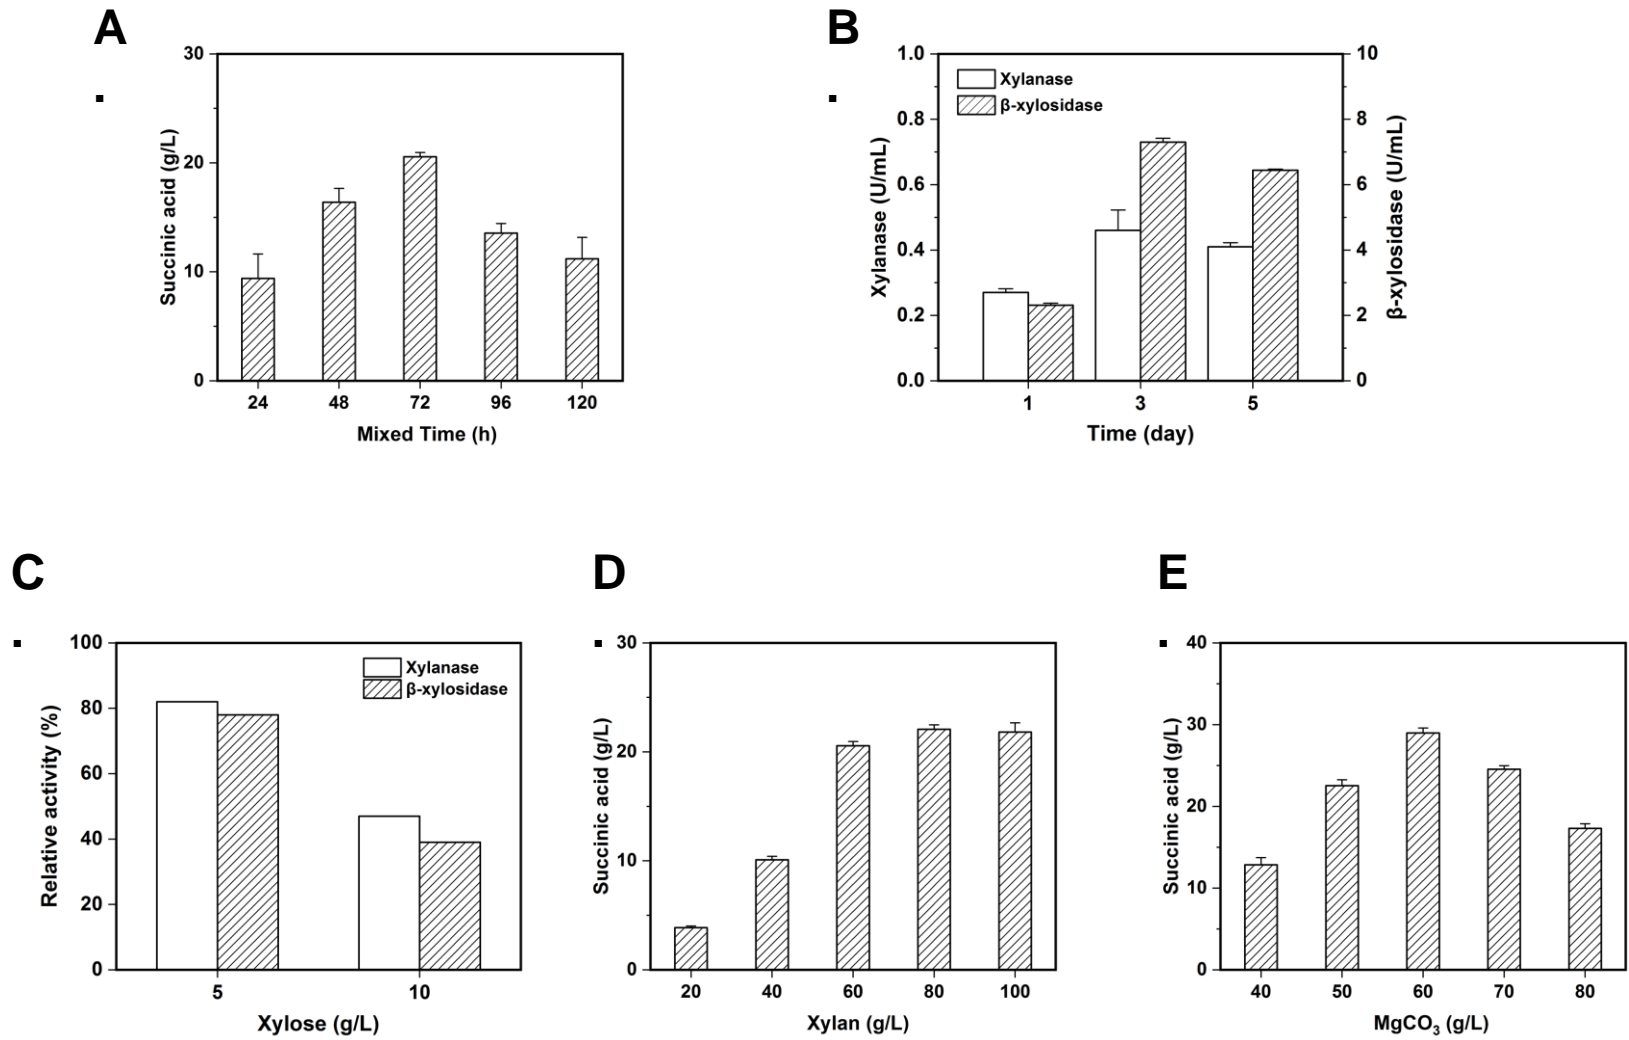 A
.
30
20
10
0
Succinic acid (g/L)
24 48 72 96 120
Mixed Time (h)
B
.
1.0
0.8
0.6
0.4
0.2
0.0
Xylanase (U/mL)
Xylanase
β-xylosidase
10
8
6
4
2
0
β-xylosidase (U/mL)
1 3 5
Time (day)
C
.
100
80
60
40
20
0
Relative activity (%)
Xylanase
β-xylosidase
5 10
Xylose (g/L)
D
.
30
20
10
0
Succinic acid (g/L)
20 40 60 80 100
Xylan (g/L)
E
.
40
30
20
10
0
Succinic acid (g/L)
40 50 60 70 80
MgCO₃ (g/L)